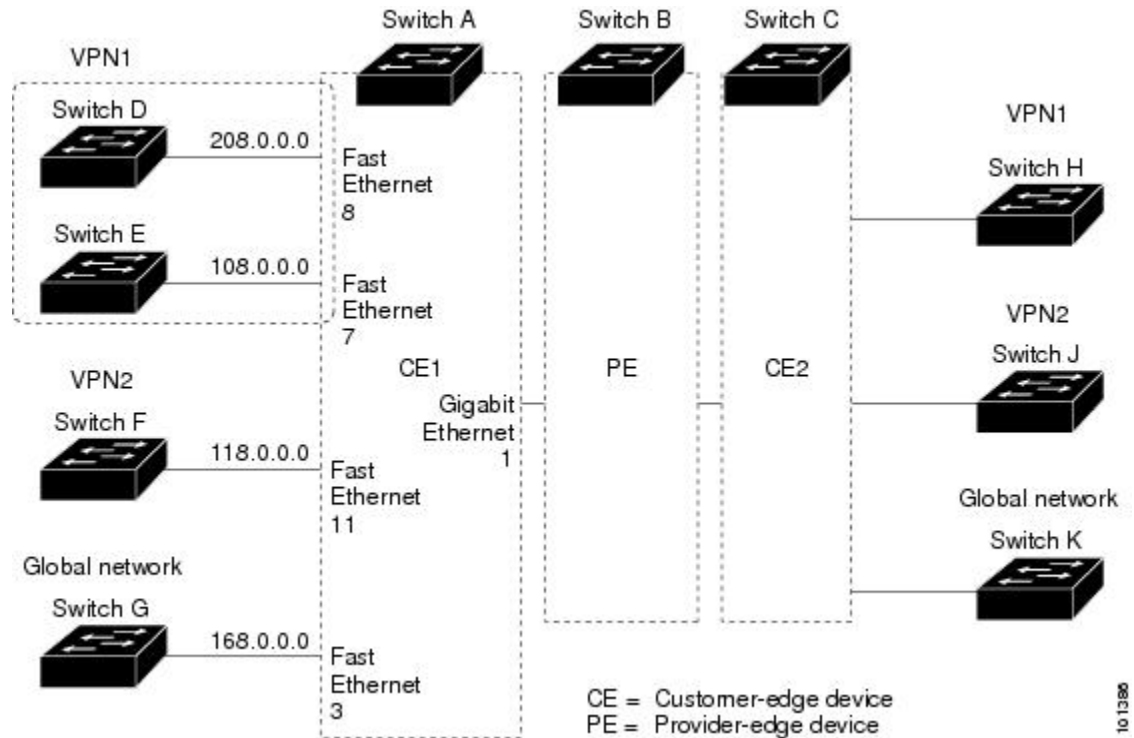 Switch A
Switch B
Switch C
VPN1
Switch D
208.0.0.0
Fast
Ethernet
8
Switch E
108.0.0.0
Fast
Ethernet
7
VPN2
Switch F
118.0.0.0
Fast
Ethernet
11
Global network
Switch G
168.0.0.0
Fast
Ethernet
3
CE1
Gigabit
Ethernet
1
PE
CE2
VPN1
Switch H
VPN2
Switch J
Global network
Switch K
CE = Customer-edge device
PE = Provider-edge device
101386